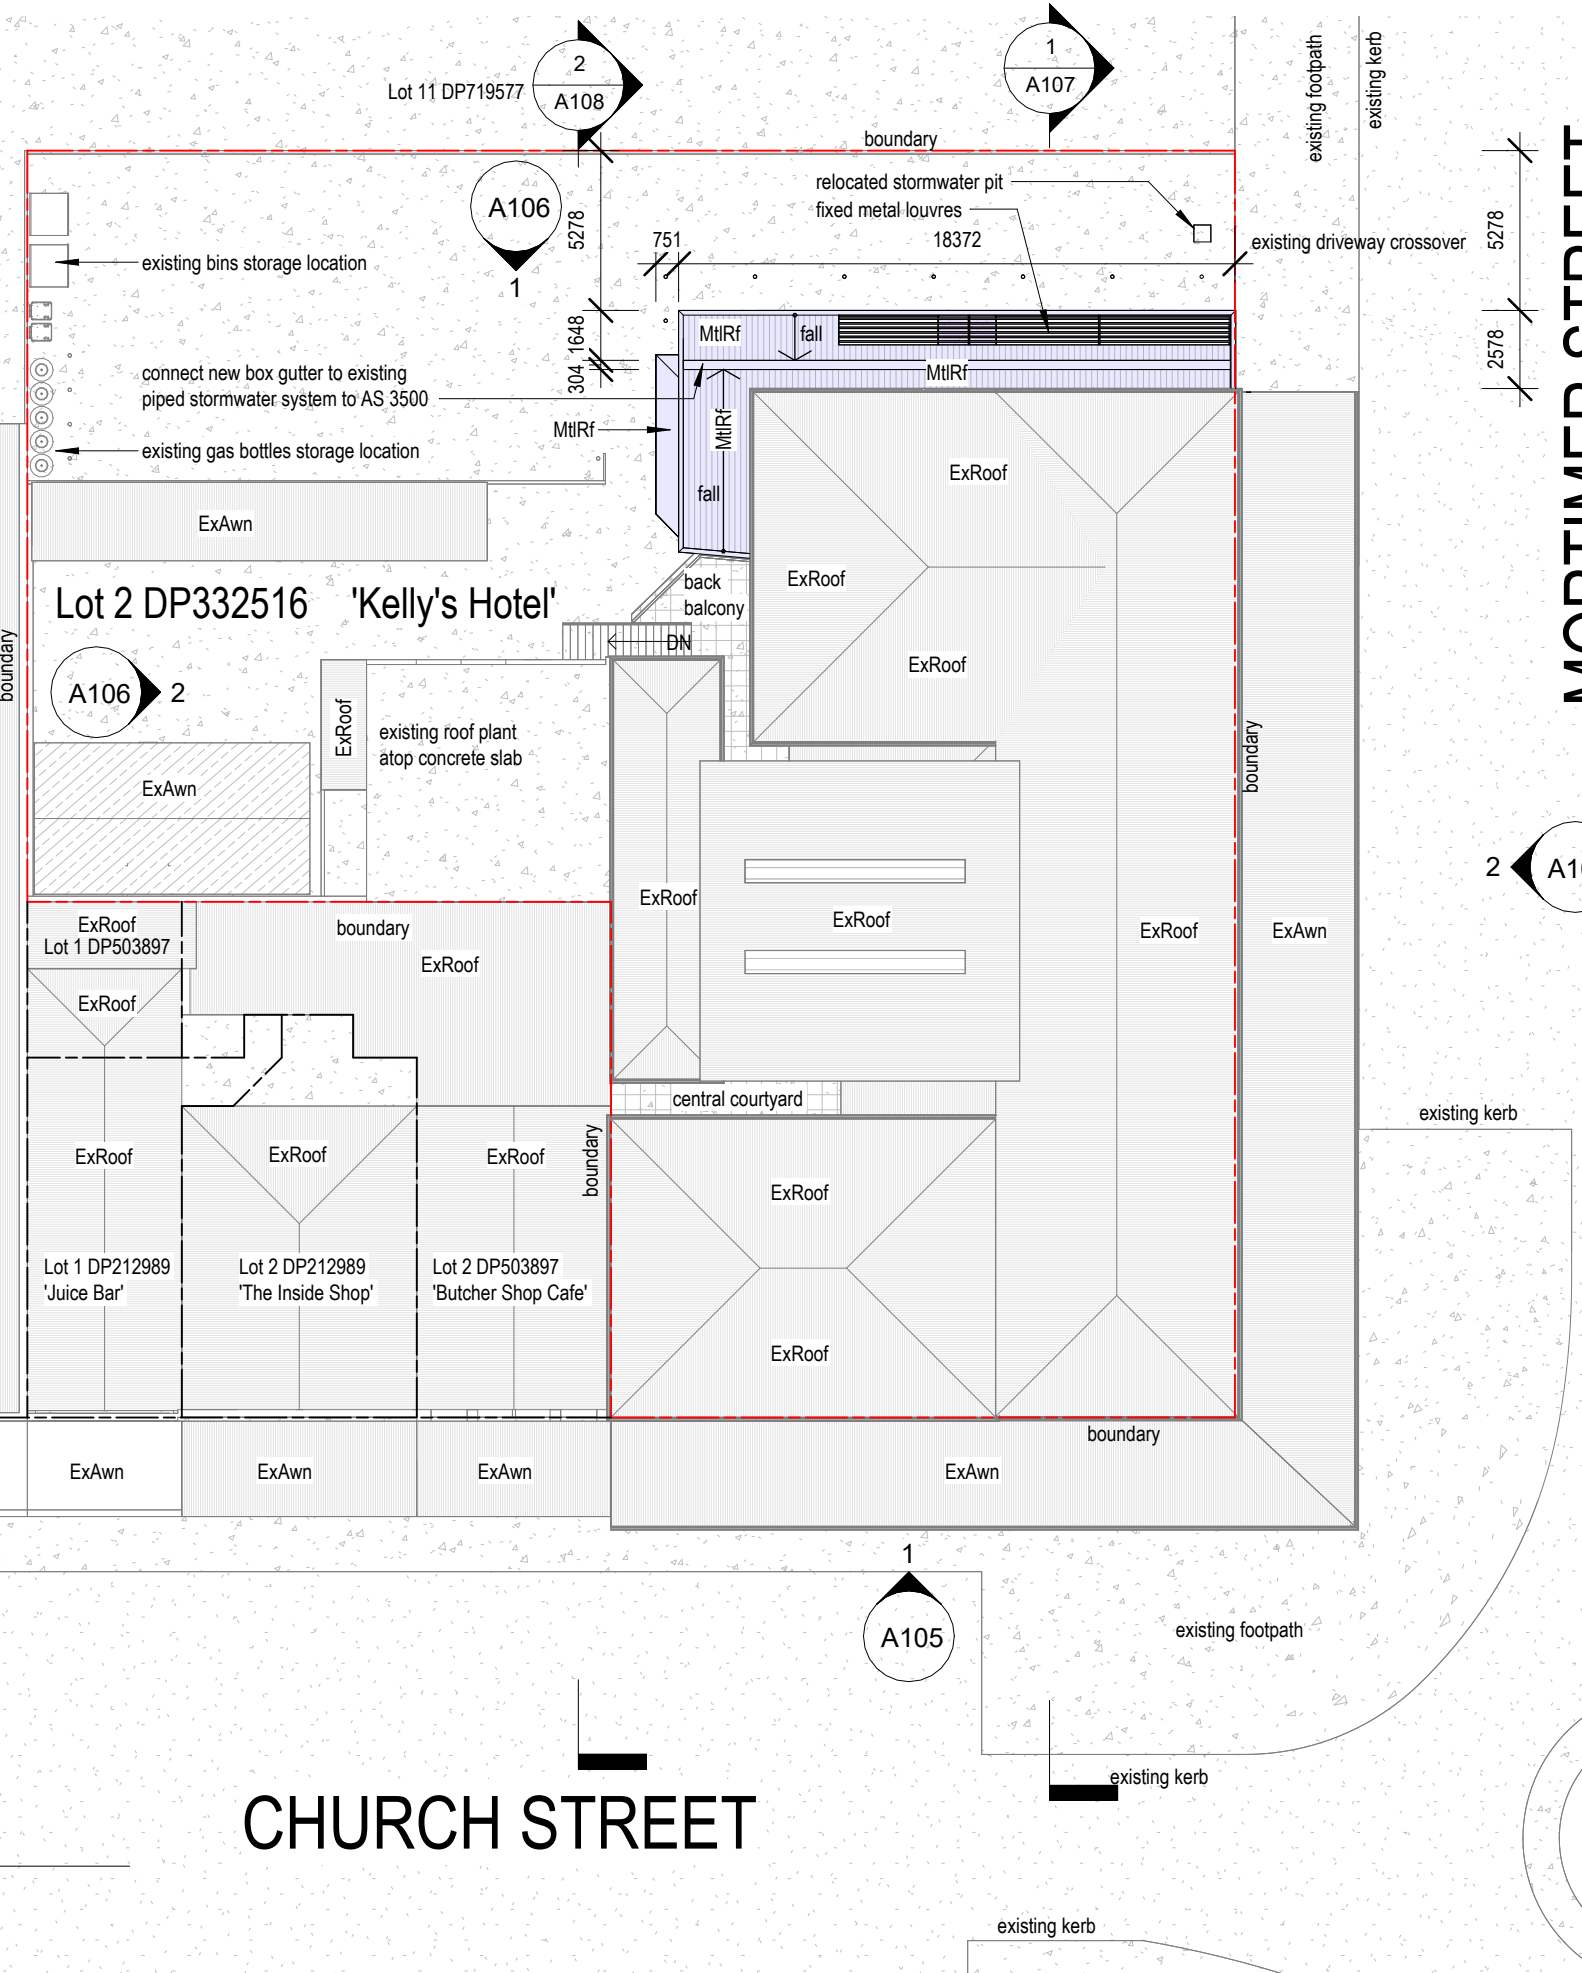 2
A108
Lot 11 DP719577
1
A107
existing footpath
existing kerb
boundary
relocated stormwater pit
fixed metal louvres
A106
1
5278
751
18372
existing driveway crossover
5278
existing bins storage location
1648
304
MtlRf
fall
2578
MtlRf
connect new box gutter to existing
piped stormwater system to AS 3500
MtlRf
MtlRf
existing gas bottles storage location
ExRoof
fall
ExAwn
ExRoof
back
balcony
Lot 2 DP332516 'Kelly's Hotel'
MORTIMER STREET
boundary
DN
ExRoof
A106
2
ExRoof
existing roof plant
atop concrete slab
boundary
ExAwn
2
ExRoof
ExRoof
ExRoof
ExAwn
ExRoof
Lot 1 DP503897
boundary
ExRoof
ExRoof
central courtyard
existing kerb
ExRoof
ExRoof
ExRoof
boundary
ExRoof
Lot 1 DP212989
'Juice Bar'
Lot 2 DP212989
'The Inside Shop'
Lot 2 DP503897
'Butcher Shop Cafe'
ExRoof
boundary
ExAwn
ExAwn
ExAwn
ExAwn
1
A105
existing footpath
existing kerb
CHURCH STREET
existing kerb